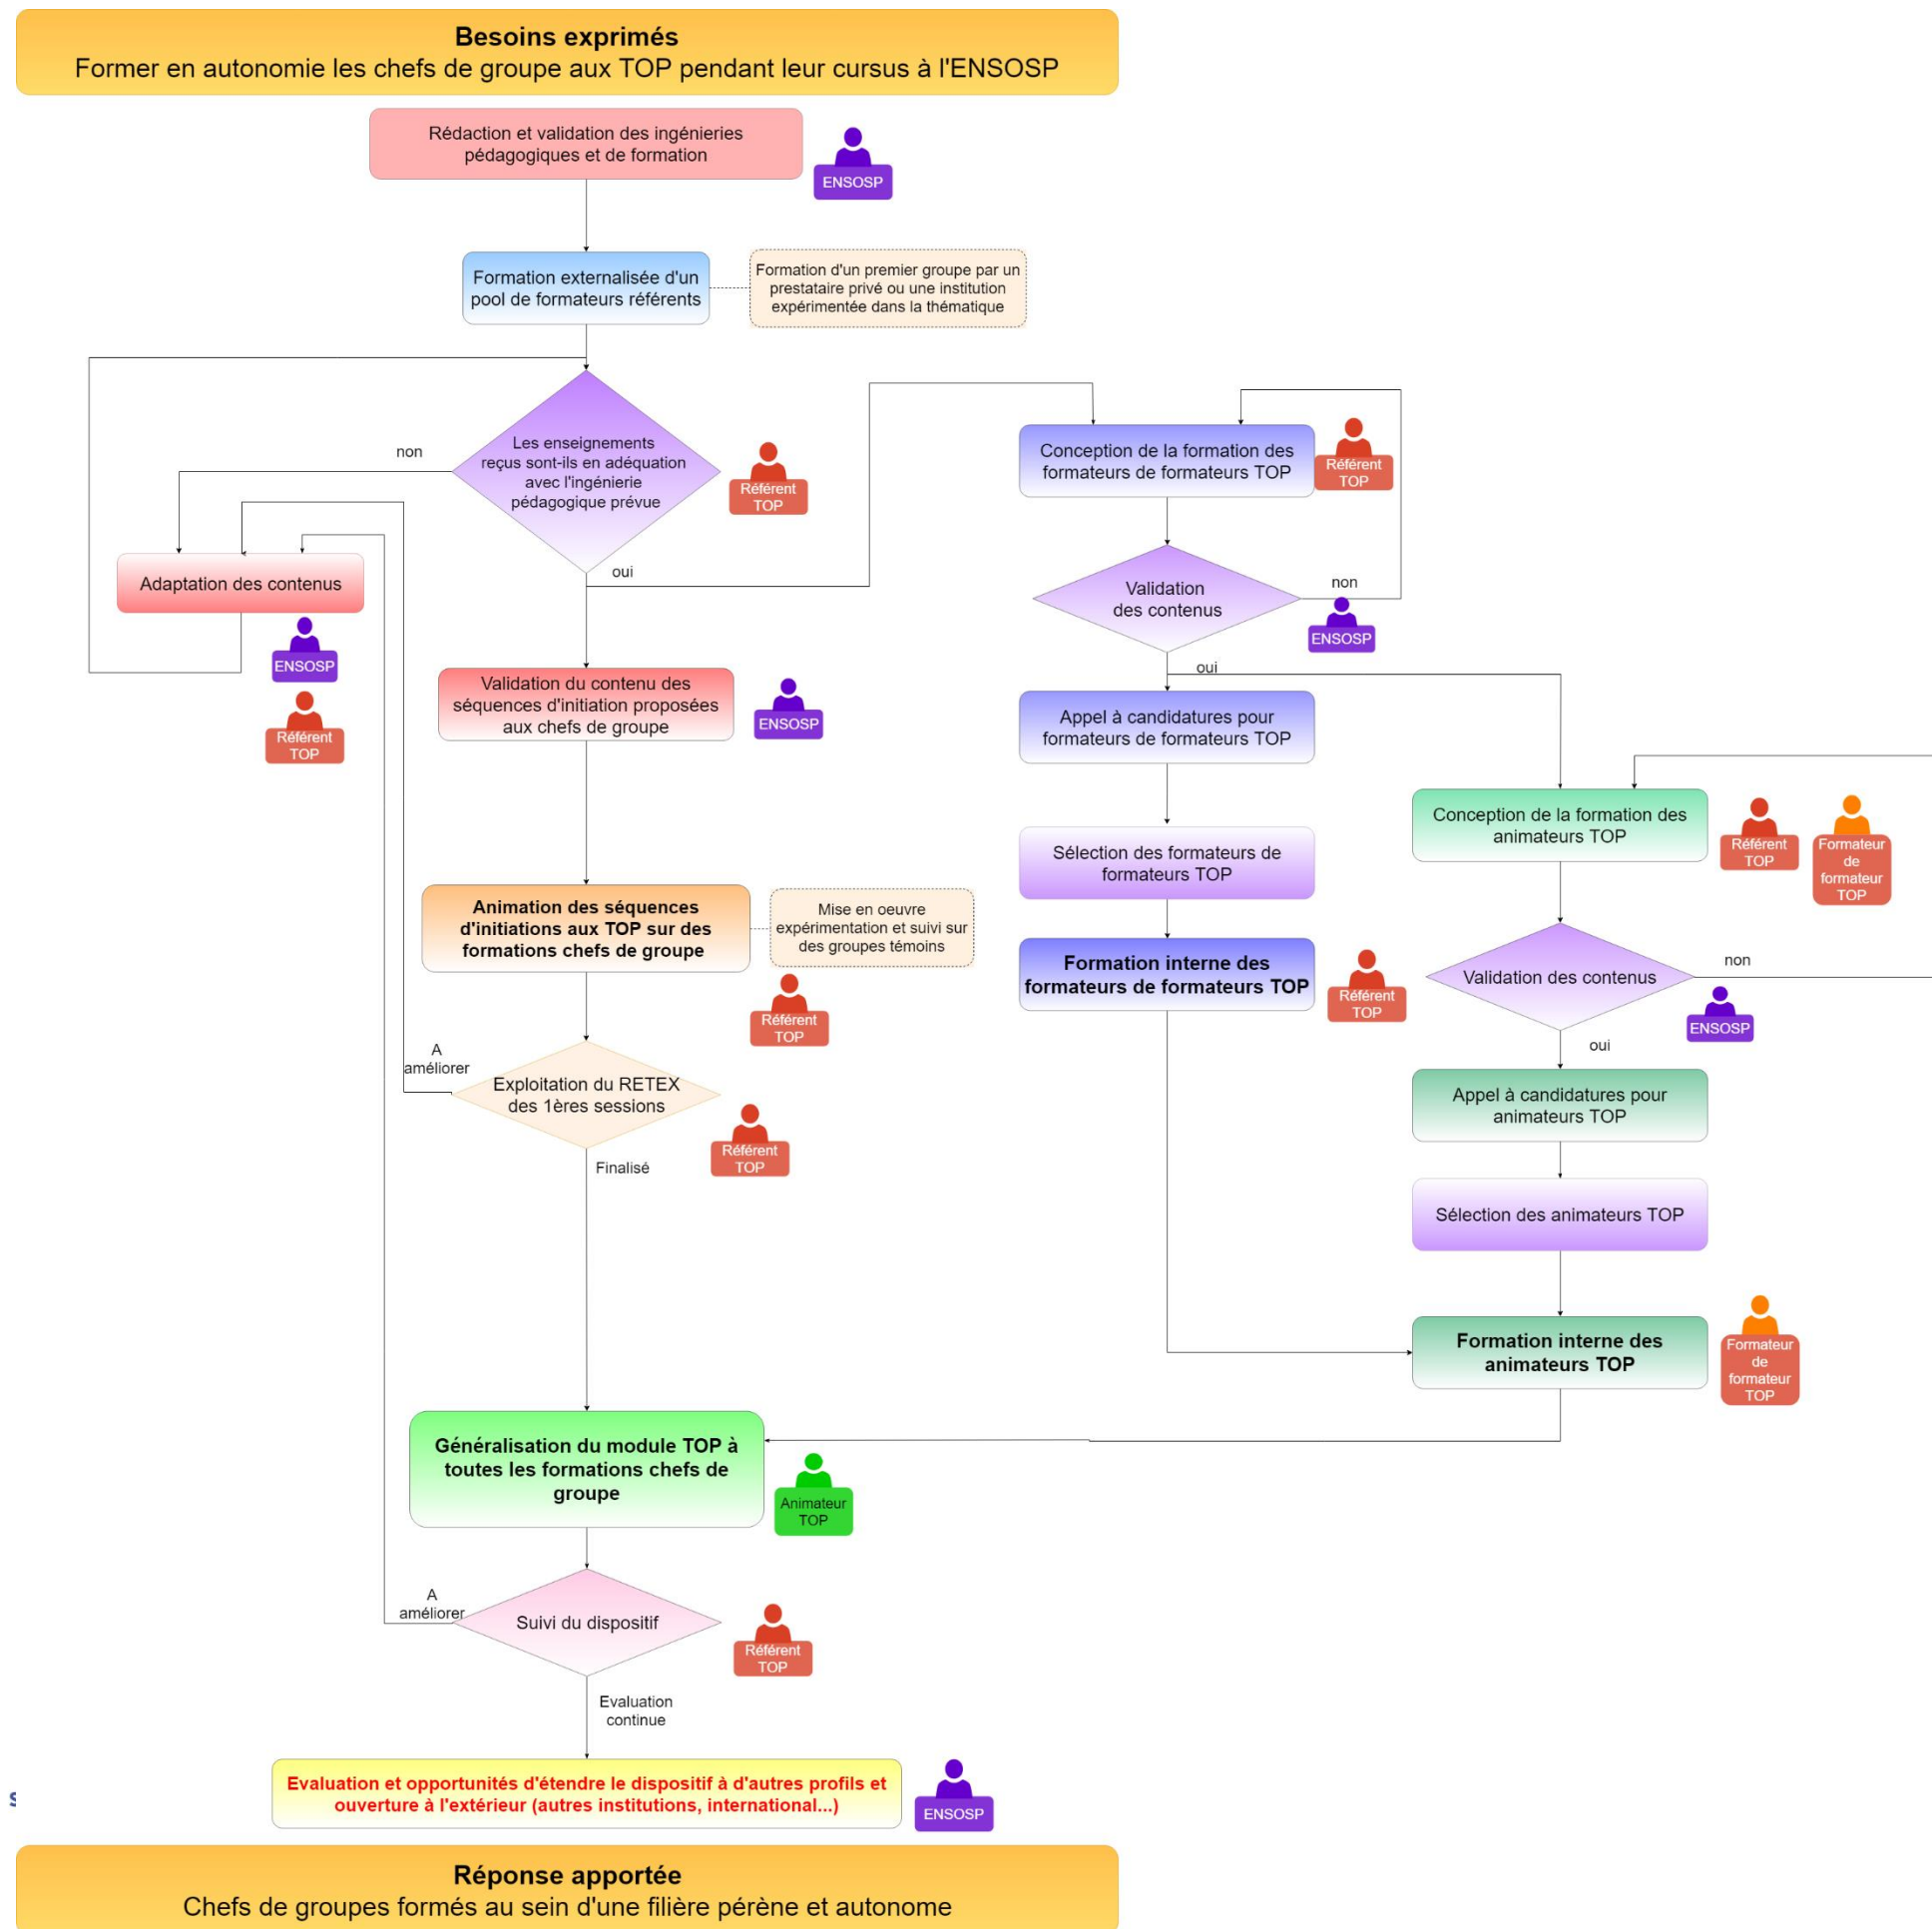 Besoins exprimés
Former en autonomie les chefs de groupe aux TOP pendant leur cursus à l'ENSOSP
Rédaction et validation des ingénieries
pédagogiques et de formation
ENSOSP
Formation externalisée d'un
pool de formateurs référents
Formation d'un premier groupe par un
prestataire privé ou une institution
expérimentée dans la thématique
non
Les enseignements
reçus sont-ils en adéquation
avec l'ingénierie
pédagogique prévue
Référent
TOP
oui
Adaptation des contenus
ENSOSP
Référent
TOP
Validation du contenu des
séquences d'initiation proposées
aux chefs de groupe
ENSOSP
Animation des séquences
d'initiations aux TOP sur des
formations chefs de groupe
Mise en oeuvre
expérimentation et suivi sur
des groupes témoins
Référent
TOP
A
améliorer
Exploitation du RETEX
des 1ères sessions
Référent
TOP
Finalisé
Conception de la formation des
formateurs de formateurs TOP
Référent
TOP
Validation
des contenus
non
ENSOSP
oui
Appel à candidatures pour
formateurs de formateurs TOP
Sélection des formateurs de
formateurs TOP
Formation interne des
formateurs de formateurs TOP
Référent
TOP
Conception de la formation des
animateurs TOP
Référent
TOP
Formateur
de
formateur
TOP
Validation des contenus
non
ENSOSP
oui
Appel à candidatures pour
animateurs TOP
Sélection des animateurs TOP
Formation interne des
animateurs TOP
Formateur
de
formateur
TOP
Généralisation du module TOP à
toutes les formations chefs de
groupe
Animateur
TOP
A
améliorer
Suivi du dispositif
Référent
TOP
Evaluation
continue
Evaluation et opportunités d'étendre le dispositif à d'autres profils et
ouverture à l'extérieur (autres institutions, international...)
ENSOSP
Réponse apportée
Chefs de groupes formés au sein d'une filière pérène et autonome